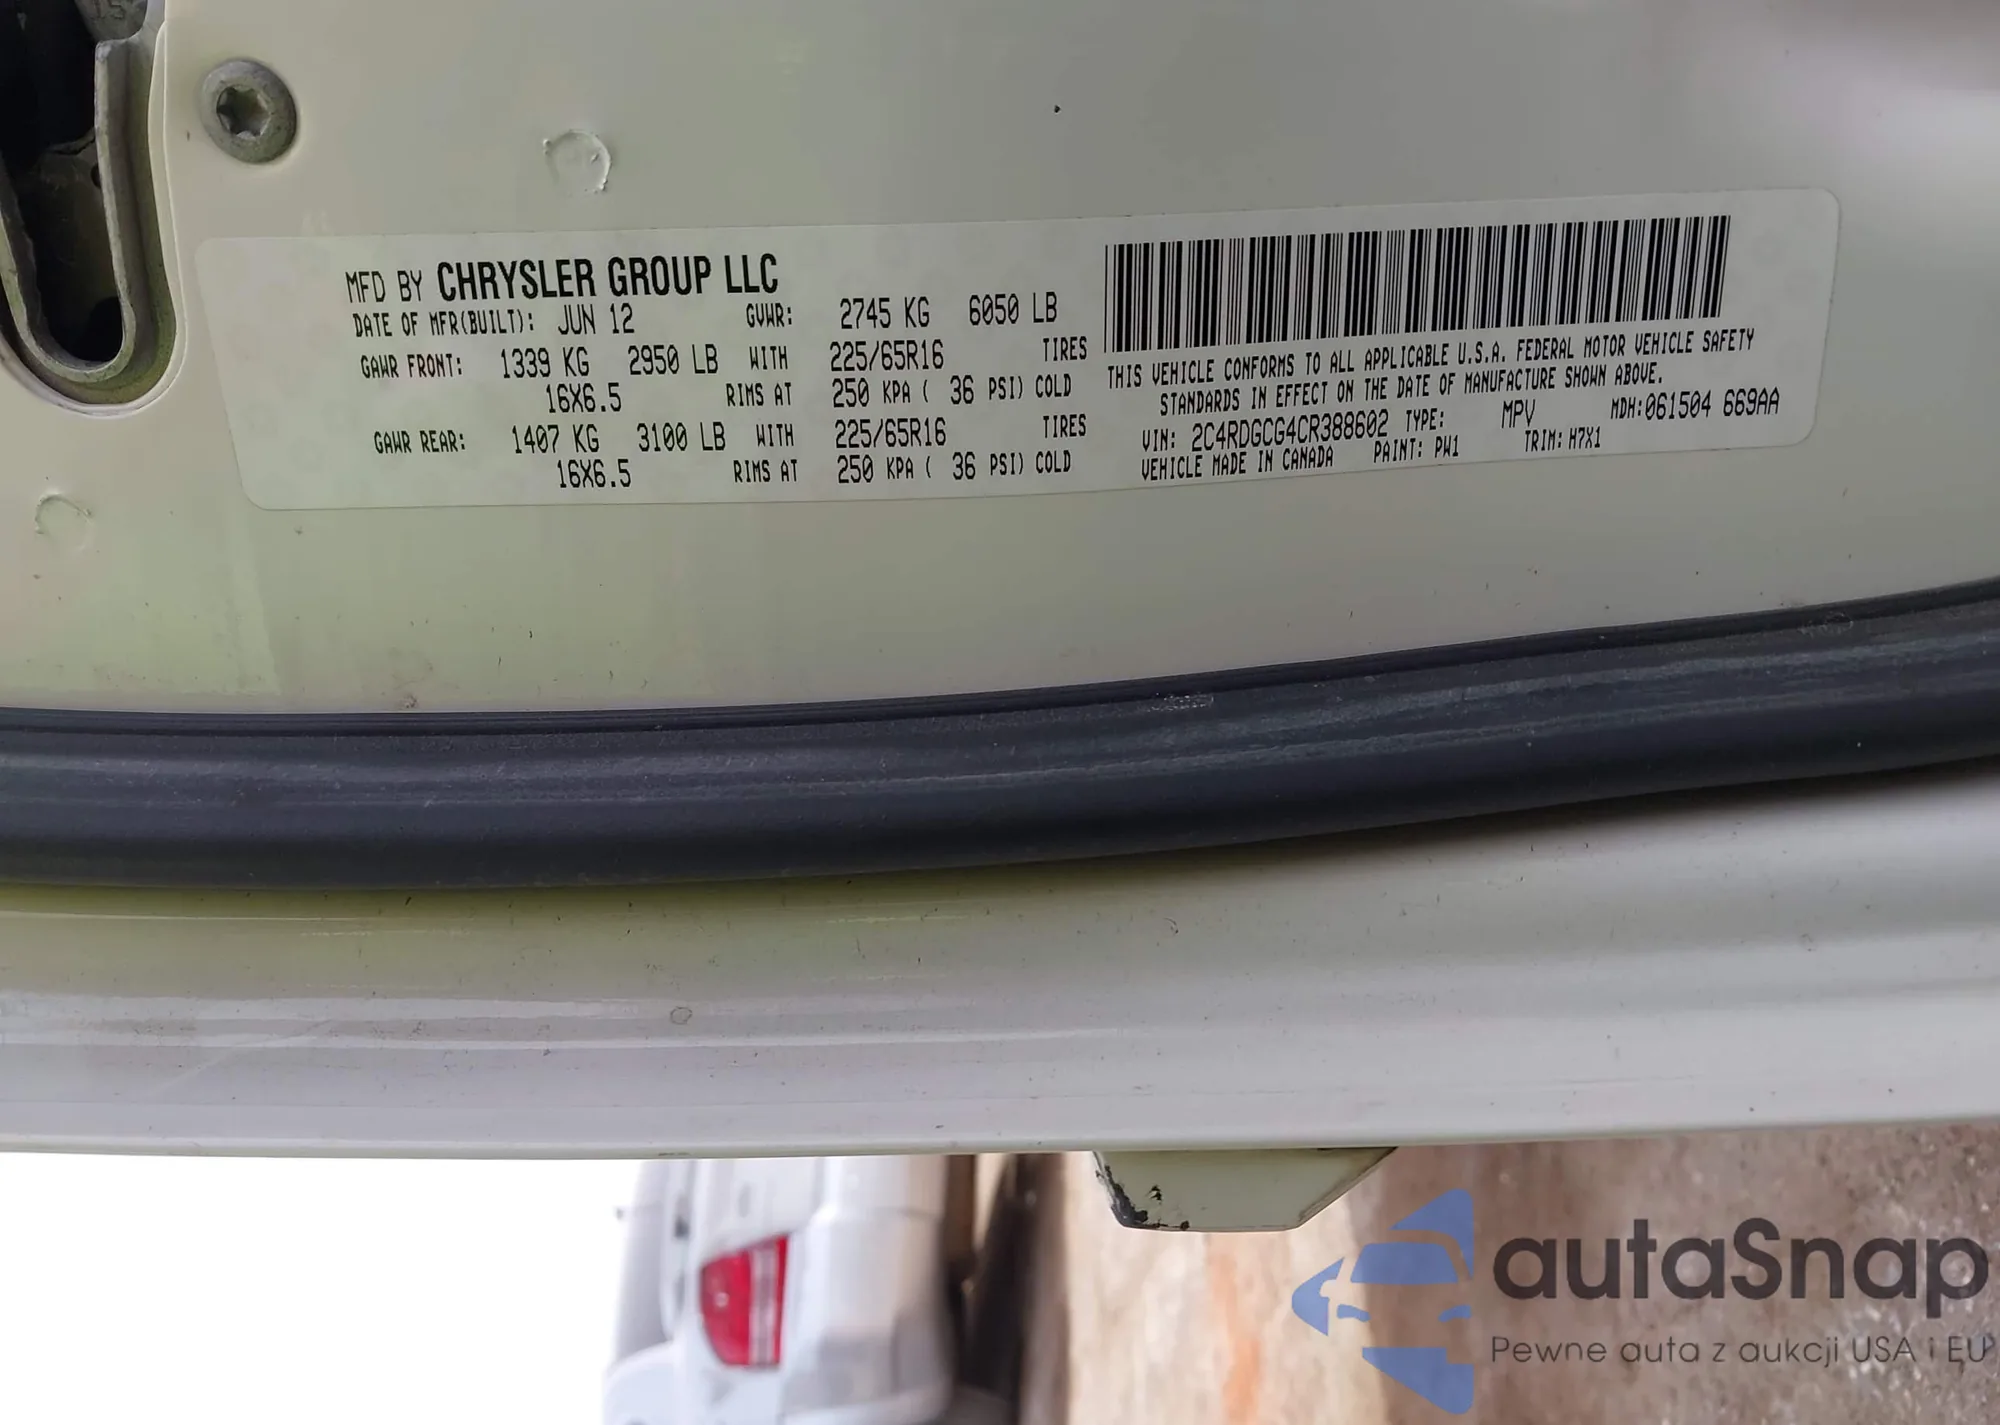 MFD BY CHRYSLER GROUP LLC
DATE OF MFR(BUILT): JUN 12 GVWR: 2745 KG 6050 LB
GAWR FRONT: 1339 KG 2950 LB WITH 225/65R16 TIRES
16X6.5 RIMS AT 250 KPA ( 36 PSI) COLD
GAWR REAR: 1407 KG 3100 LB WITH 225/65R16 TIRES
16X6.5 RIMS AT 250 KPA ( 36 PSI) COLD
THIS VEHICLE CONFORMS TO ALL APPLICABLE U.S.A. FEDERAL MOTOR VEHICLE SAFETY
STANDARDS IN EFFECT ON THE DATE OF MANUFACTURE SHOWN ABOVE.
VIN: 2C4RDGCG4CR388602 TYPE: MPV MDH:061504 669AA
VEHICLE MADE IN CANADA PAINT: PW1 TRIM: H7X1
autaSnap
Pewne auta z aukcji USA i EU